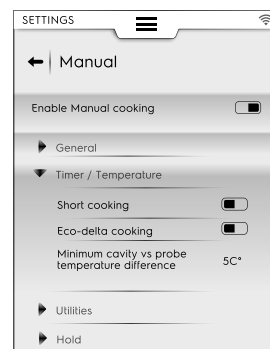 SETTINGS
Manual
Enable Manual cooking
General
Timer / Temperature
Short cooking
Eco-delta cooking
Minimum cavity vs probe
temperature difference
5C°
Utilities
Hold